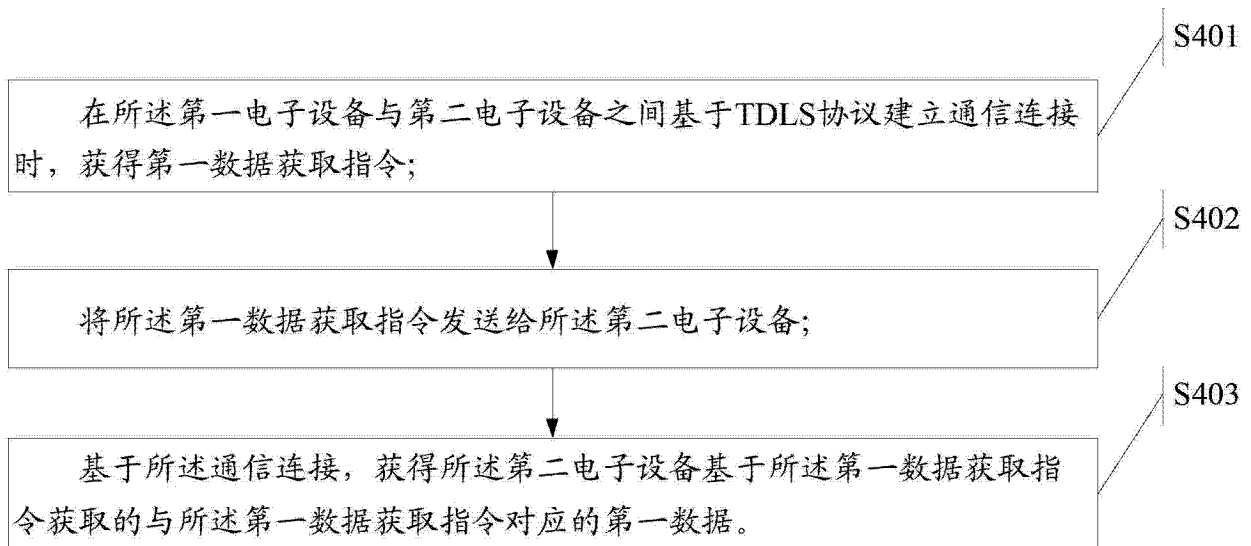 S401
在所述第一电子设备与第二电子设备之间基于TDLS协议建立通信连接
时，获得第一数据获取指令；
S402
将所述第一数据获取指令发送给所述第二电子设备；
S403
基于所述通信连接，获得所述第二电子设备基于所述第一数据获取指
令获取的与所述第一数据获取指令对应的第一数据。